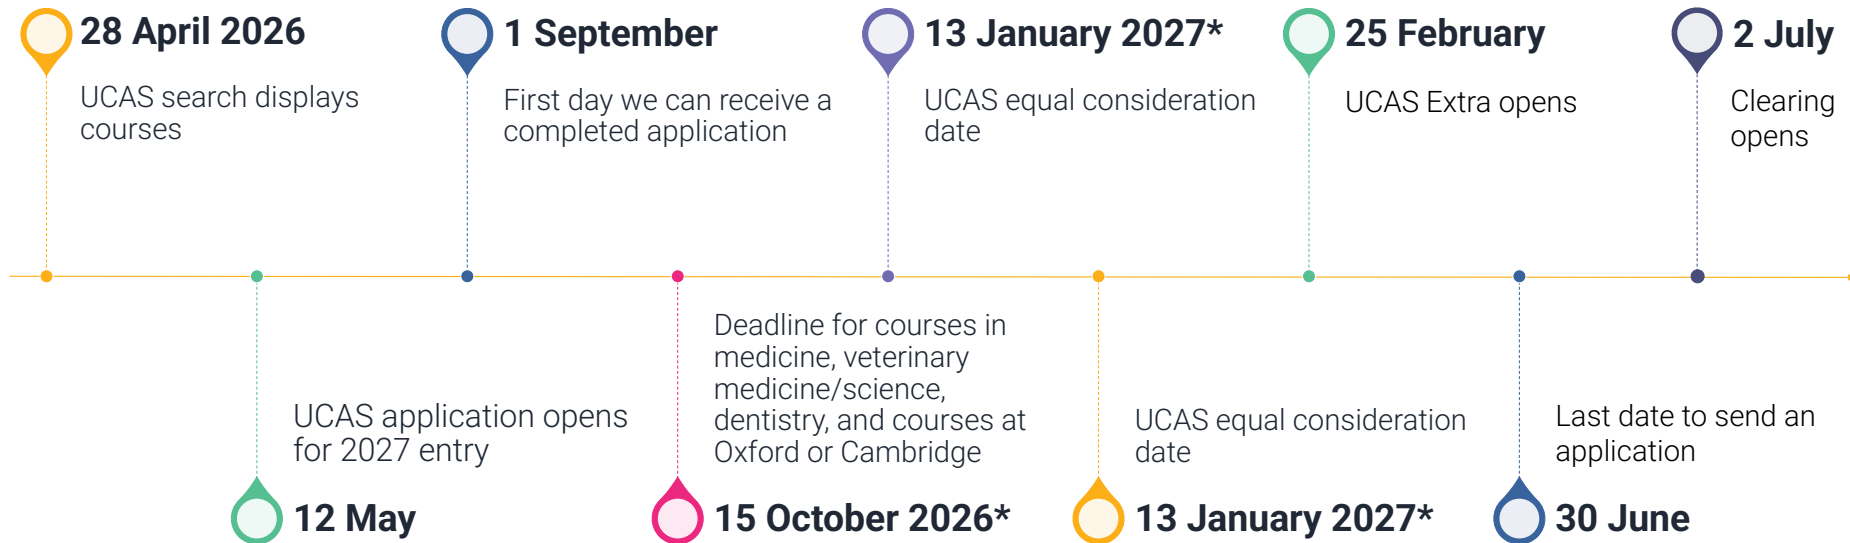 28 April 2026
UCAS search displays
courses
1 September
First day we can receive a
completed application
13 January 2027*
UCAS equal consideration
date
25 February
UCAS Extra opens
2 July
Clearing
opens
UCAS application opens
for 2027 entry
12 May
Deadline for courses in
medicine, veterinary
medicine/science,
dentistry, and courses at
Oxford or Cambridge
15 October 2026*
UCAS equal consideration
date
13 January 2027*
Last date to send an
application
30 June